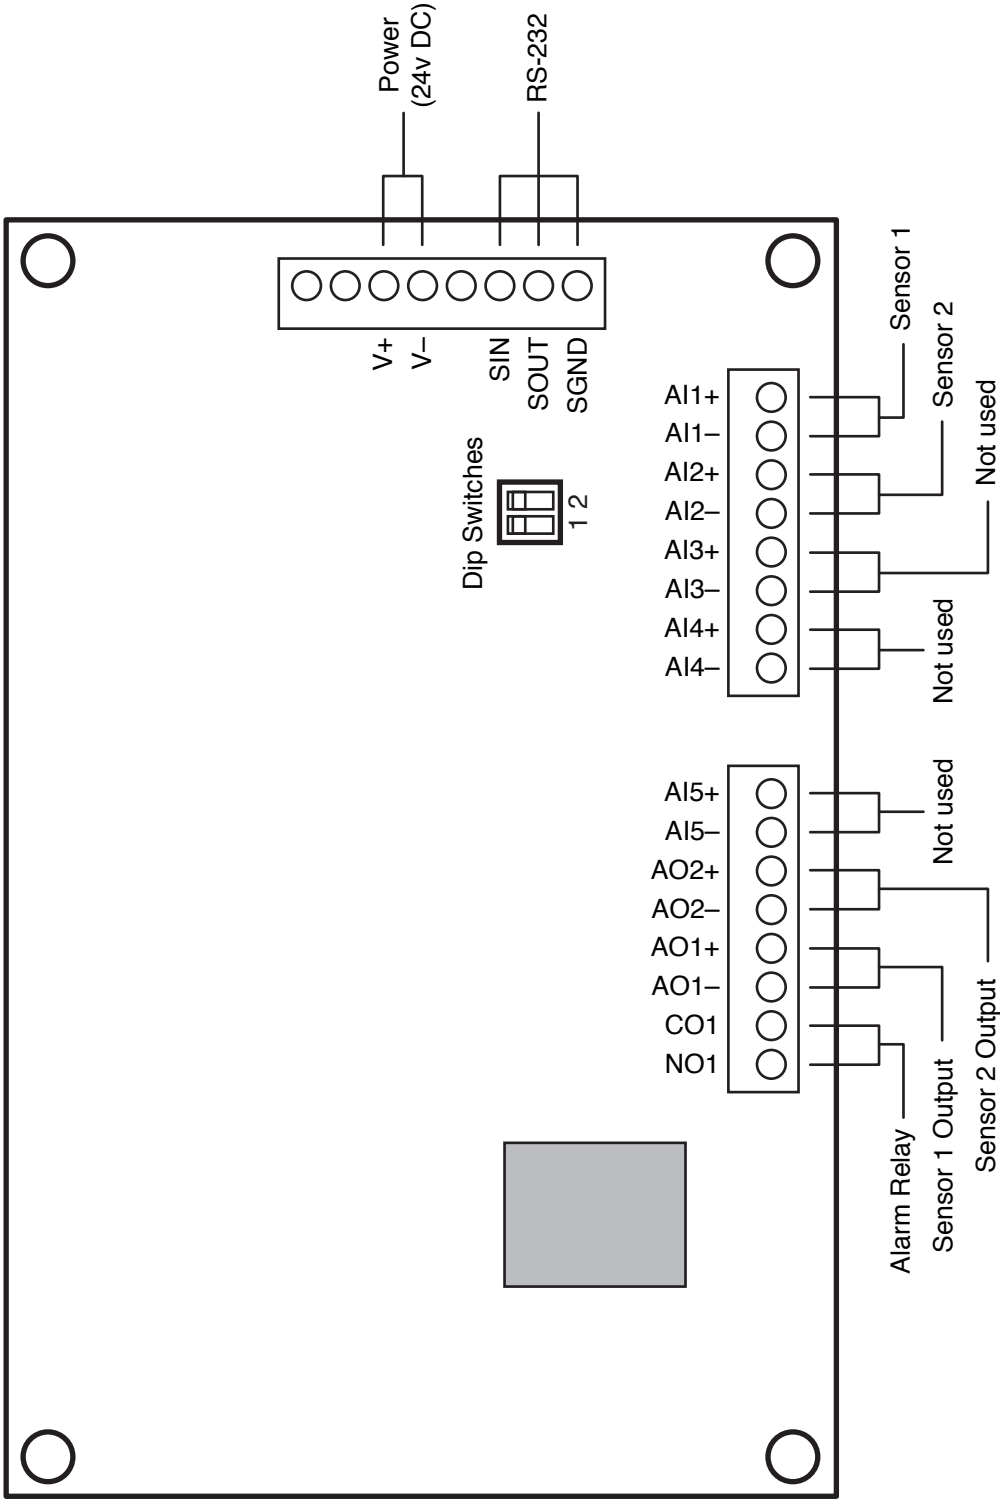 Power
(24v DC)
RS-232
V+
V–
SIN
SOUT
SGND
Dip Switches
1 2
AI1+
AI1–
AI2+
AI2–
AI3+
AI3–
AI4+
AI4–
Sensor 1
Sensor 2
Not used
Not used
AI5+
AI5–
AO2+
AO2–
AO1+
AO1–
CO1
NO1
Not used
Sensor 2 Output
Sensor 1 Output
Alarm Relay